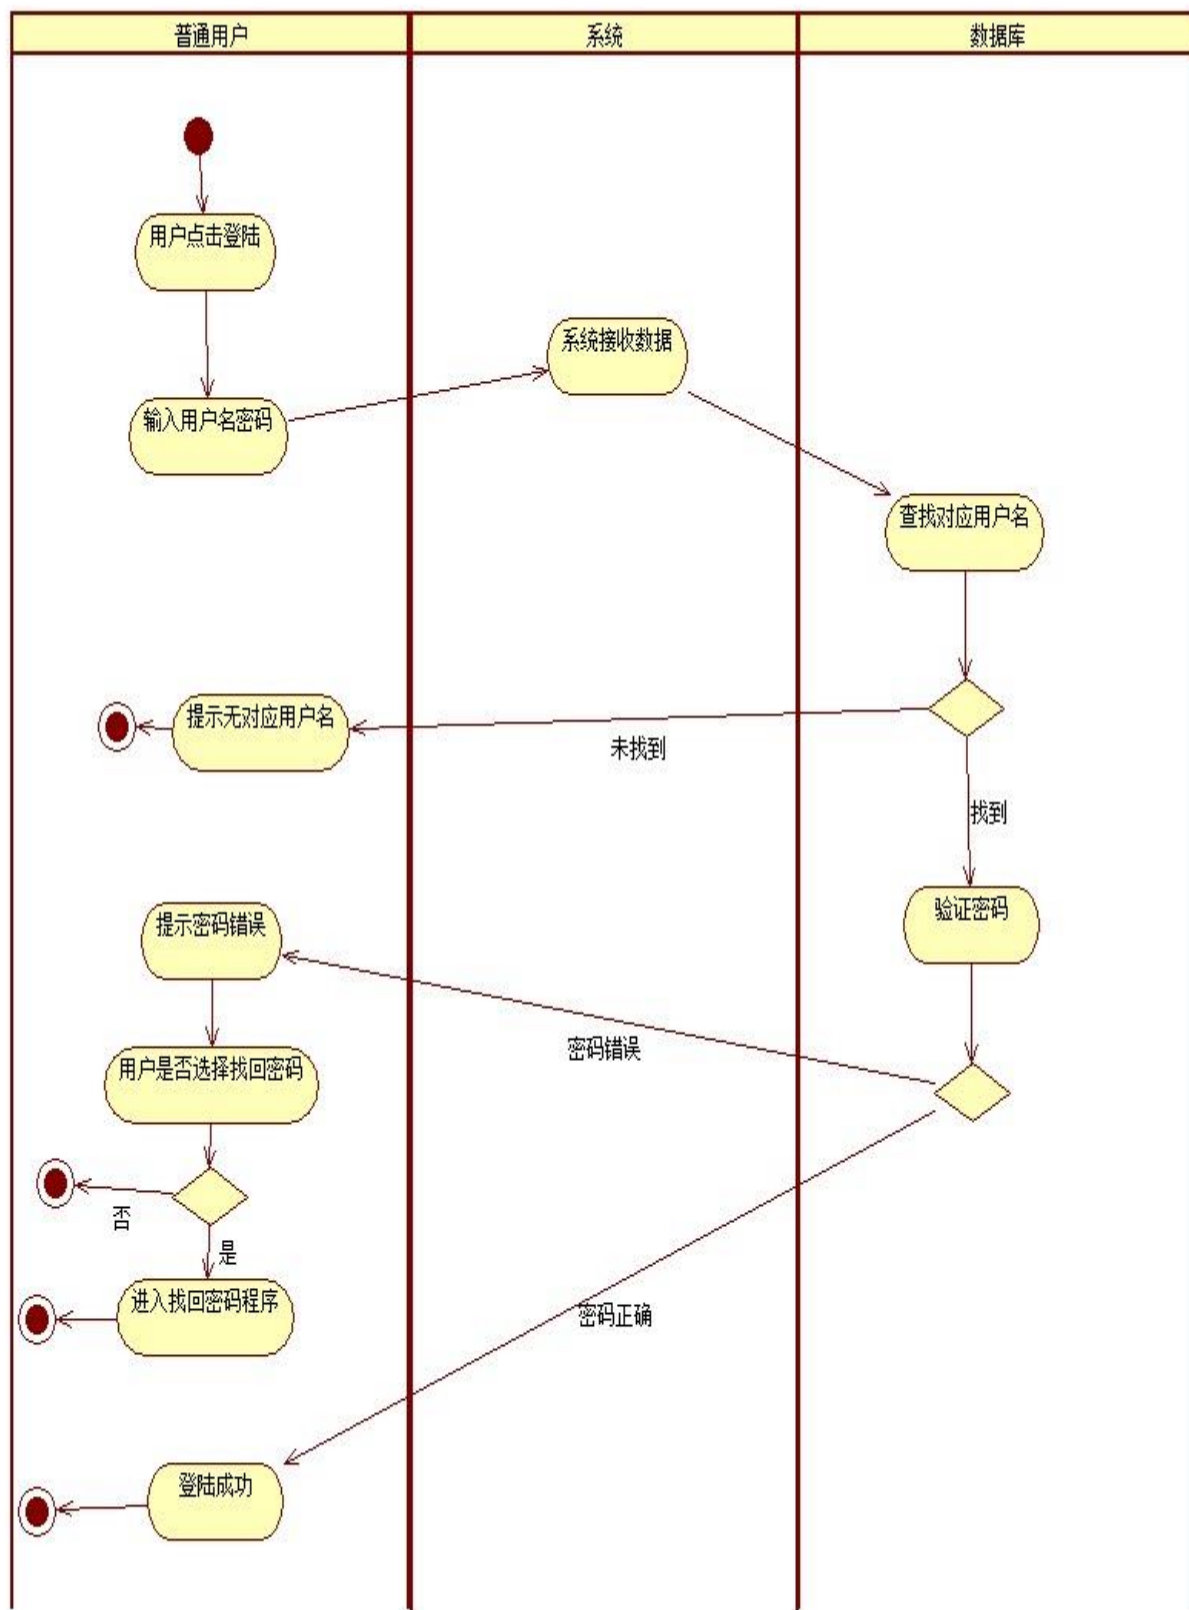 普通用户
系统
数据库
用户点击登陆
系统接收数据
输入用户名密码
查找对应用户名
提示无对应用户名
未找到
找到
提示密码错误
验证密码
密码错误
用户是否选择找回密码
否
是
进入找回密码程序
密码正确
登陆成功